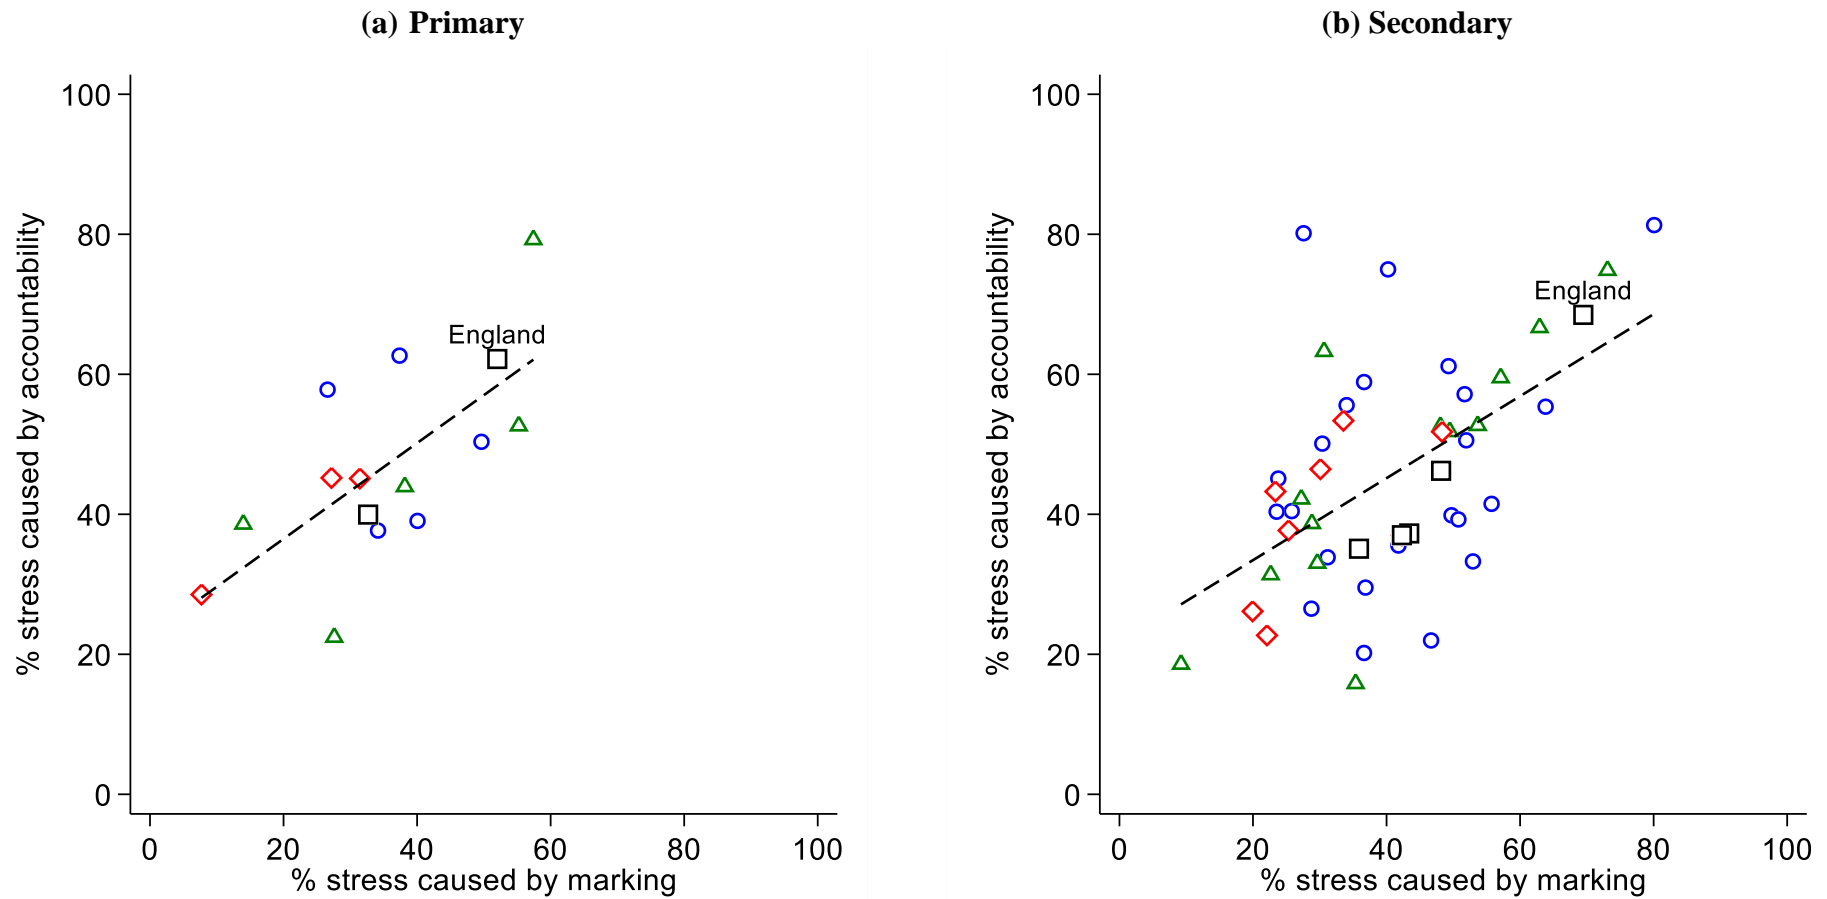 (a) Primary
% stress caused by accountability
100
80
60
40
20
0
England
0 20 40 60 80 100
% stress caused by marking
(b) Secondary
% stress caused by accountability
100
80
60
40
20
0
England
0 20 40 60 80 100
% stress caused by marking